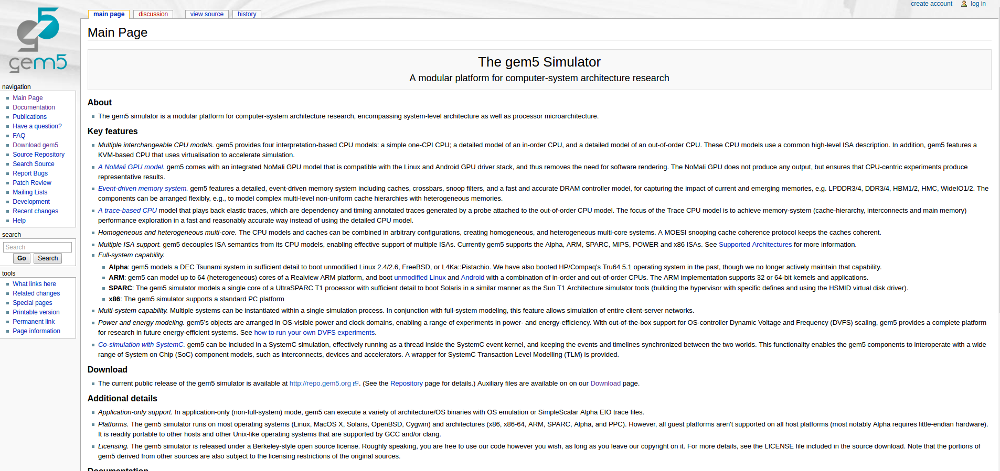 create account log in
main page discussion view source history
gem5
Main Page
The gem5 Simulator
A modular platform for computer-system architecture research
navigation
Main Page
Documentation
Publications
Have a question?
FAQ
Download gem5
Source Repository
Search Source
Report Bugs
Patch Review
Mailing Lists
Development
Recent changes
Help
search
Search
Go Search
tools
What links here
Related changes
Special pages
Printable version
Permanent link
Page information
About
The gem5 simulator is a modular platform for computer-system architecture research, encompassing system-level architecture as well as processor microarchitecture.
Key features
Multiple interchangeable CPU models. gem5 provides four interpretation-based CPU models: a simple one-CPI CPU; a detailed model of an in-order CPU, and a detailed model of an out-of-order CPU. These CPU models use a common high-level ISA description. In addition, gem5 features a
KVM-based CPU that uses virtualisation to accelerate simulation.
A NoMali GPU model. gem5 comes with an integrated NoMali GPU model that is compatible with the Linux and Android GPU driver stack, and thus removes the need for software rendering. The NoMali GPU does not produce any output, but ensures that CPU-centric experiments produce
representative results.
Event-driven memory system. gem5 features a detailed, event-driven memory system including caches, crossbars, snoop filters, and a fast and accurate DRAM controller model, for capturing the impact of current and emerging memories, e.g. LPDDR3/4, DDR3/4, HBM1/2, HMC, WideIO1/2. The
components can be arranged flexibly, e.g., to model complex multi-level non-uniform cache hierarchies with heterogeneous memories.
A trace-based CPU model that plays back elastic traces, which are dependency and timing annotated traces generated by a probe attached to the out-of-order CPU model. The focus of the Trace CPU model is to achieve memory-system (cache-hierarchy, interconnects and main memory)
performance exploration in a fast and reasonably accurate way instead of using the detailed CPU model.
Homogeneous and heterogeneous multi-core. The CPU models and caches can be combined in arbitrary configurations, creating homogeneous, and heterogeneous multi-core systems. A MOESI snooping cache coherence protocol keeps the caches coherent.
Multiple ISA support. gem5 decouples ISA semantics from its CPU models, enabling effective support of multiple ISAs. Currently gem5 supports the Alpha, ARM, SPARC, MIPS, POWER and x86 ISAs. See Supported Architectures for more information.
Full-system capability.
Alpha: gem5 models a DEC Tsunami system in sufficient detail to boot unmodified Linux 2.4/2.6, FreeBSD, or L4Ka::Pistachio. We have also booted HP/Compaq's Tru64 5.1 operating system in the past, though we no longer actively maintain that capability.
ARM: gem5 can model up to 64 (heterogeneous) cores of a Realview ARM platform, and boot unmodified Linux and Android with a combination of in-order and out-of-order CPUs. The ARM implementation supports 32 or 64-bit kernels and applications.
SPARC: The gem5 simulator models a single core of a UltraSPARC T1 processor with sufficient detail to boot Solaris in a similar manner as the Sun T1 Architecture simulator tools (building the hypervisor with specific defines and using the HSMID virtual disk driver).
x86: The gem5 simulator supports a standard PC platform
Multi-system capability. Multiple systems can be instantiated within a single simulation process. In conjunction with full-system modeling, this feature allows simulation of entire client-server networks.
Power and energy modeling. gem5's objects are arranged in OS-visible power and clock domains, enabling a range of experiments in power- and energy-efficiency. With out-of-the-box support for OS-controller Dynamic Voltage and Frequency (DVFS) scaling, gem5 provides a complete platform
for research in future energy-efficient systems. See how to run your own DVFS experiments.
Co-simulation with SystemC. gem5 can be included in a SystemC simulation, effectively running as a thread inside the SystemC event kernel, and keeping the events and timelines synchronized between the two worlds. This functionality enables the gem5 components to interoperate with a wide
range of System on Chip (SoC) component models, such as interconnects, devices and accelerators. A wrapper for SystemC Transaction Level Modelling (TLM) is provided.
Download
The current public release of the gem5 simulator is available at http://repo.gem5.org . (See the Repository page for details.) Auxiliary files are available on on our Download page.
Additional details
Application-only support. In application-only (non-full-system) mode, gem5 can execute a variety of architecture/OS binaries with OS emulation or SimpleScalar Alpha EIO trace files.
Platforms. The gem5 simulator runs on most operating systems (Linux, MacOS X, Solaris, OpenBSD, Cygwin) and architectures (x86, x86-64, ARM, SPARC, Alpha, and PPC). However, all guest platforms aren't supported on all host platforms (most notably Alpha requires little-endian hardware).
It is readily portable to other hosts and other Unix-like operating systems that are supported by GCC and/or clang.
Licensing. The gem5 simulator is released under a Berkeley-style open source license. Roughly speaking, you are free to use our code however you wish, as long as you leave our copyright on it. For more details, see the LICENSE file included in the source download. Note that the portions of
gem5 derived from other sources are also subject to the licensing restrictions of the original sources.
Documentation